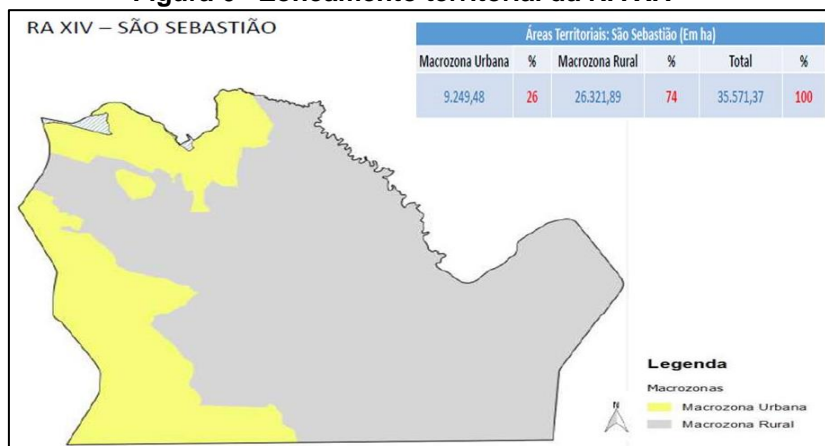 RA XIV – SÃO SEBASTIÃO
Áreas Territoriais: São Sebastião (Em ha)
Macrozona Urbana % Macrozona Rural % Total %
9.249,48 26 26.321,89 74 35.571,37 100
Legenda
Macrozonas
N
Macrozona Urbana
Macrozona Rural